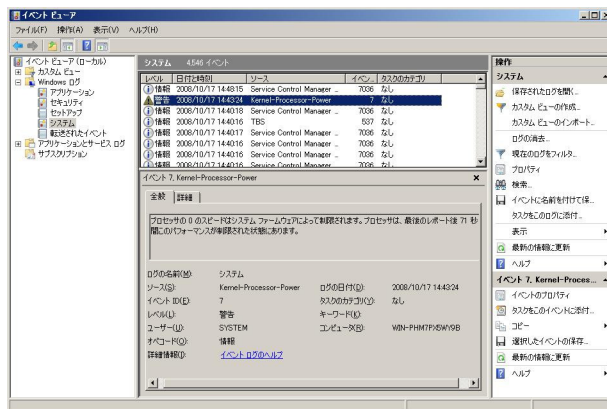 イベント ビューア
ファイル(F) 操作(A) 表示(V) ヘルプ(H)
イベント ビューア (ローカル)
カスタム ビュー
Windows ログ
アプリケーション
セキュリティ
セットアップ
システム
転送されたイベント
アプリケーションとサービス ログ
サブスクリプション
システム 4,546 イベント
レベル 日付と時刻 ソース イベン... タスクのカテゴリ
情報 2008/10/17 14:48:15 Service Control Manager ... 7036 なし
警告 2008/10/17 14:43:24 Kernel-Processor-Power 7 なし
情報 2008/10/17 14:40:18 Service Control Manager ... 7036 なし
情報 2008/10/17 14:40:16 TBS 537 なし
情報 2008/10/17 14:40:17 Service Control Manager ... 7036 なし
情報 2008/10/17 14:40:16 Service Control Manager ... 7036 なし
情報 2008/10/17 14:40:16 Service Control Manager ... 7036 なし
イベント 7, Kernel-Processor-Power
全般 詳細
プロセッサの 0 のスピードはシステム ファームウェアによって制限されます。プロセッサは、最後のレポート後 71 秒
間このパフォーマンスが制限された状態にあります。
ログの名前(M): システム
ソース(S): Kernel-Processor-Power ログの日付(D): 2008/10/17 14:43:24
イベント ID(E): 7 タスクのカテゴリ(Y): なし
レベル(L): 警告 キーワード(K):
ユーザー(U): SYSTEM コンピュータ(R): WIN-PHM7PX5WY9B
オペコード(O): 情報
詳細情報(I): イベント ログのヘルプ
操作
システム
保存されたログを開く...
カスタム ビューの作成...
カスタム ビューのインポート...
ログの消去...
現在のログをフィルタ...
プロパティ
検索...
イベントに名前を付けて保...
タスクをこのログに添付...
表示
最新の情報に更新
ヘルプ
イベント 7, Kernel-Proces...
イベントのプロパティ
タスクをこのイベントに添付...
コピー
選択したイベントの保存...
最新の情報に更新
ヘルプ